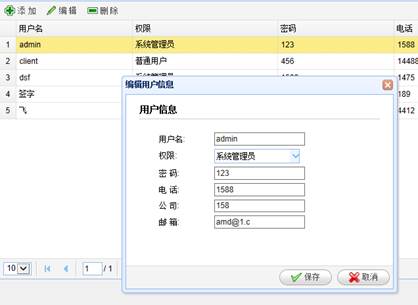 添加 编辑 删除
用户名 权限 密码 电话
1 admin 系统管理员 123 1588
2 client 普通用户 456 14488
3 dsf 1475
4 签字 189
5 飞 4412
编辑用户信息
用户信息
用户名: admin
权限: 系统管理员
密 码: 123
电 话: 1588
公 司: 158
邮 箱: amd@1.c
保存 取消
10 1 / 1